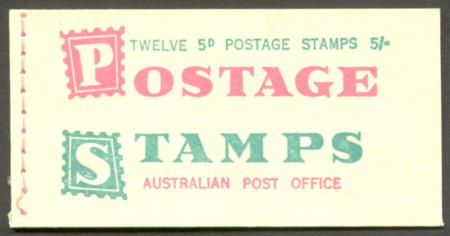 TWELVE 5D POSTAGE STAMPS 5/-
POSTAGE
STAMPS
AUSTRALIAN POST OFFICE